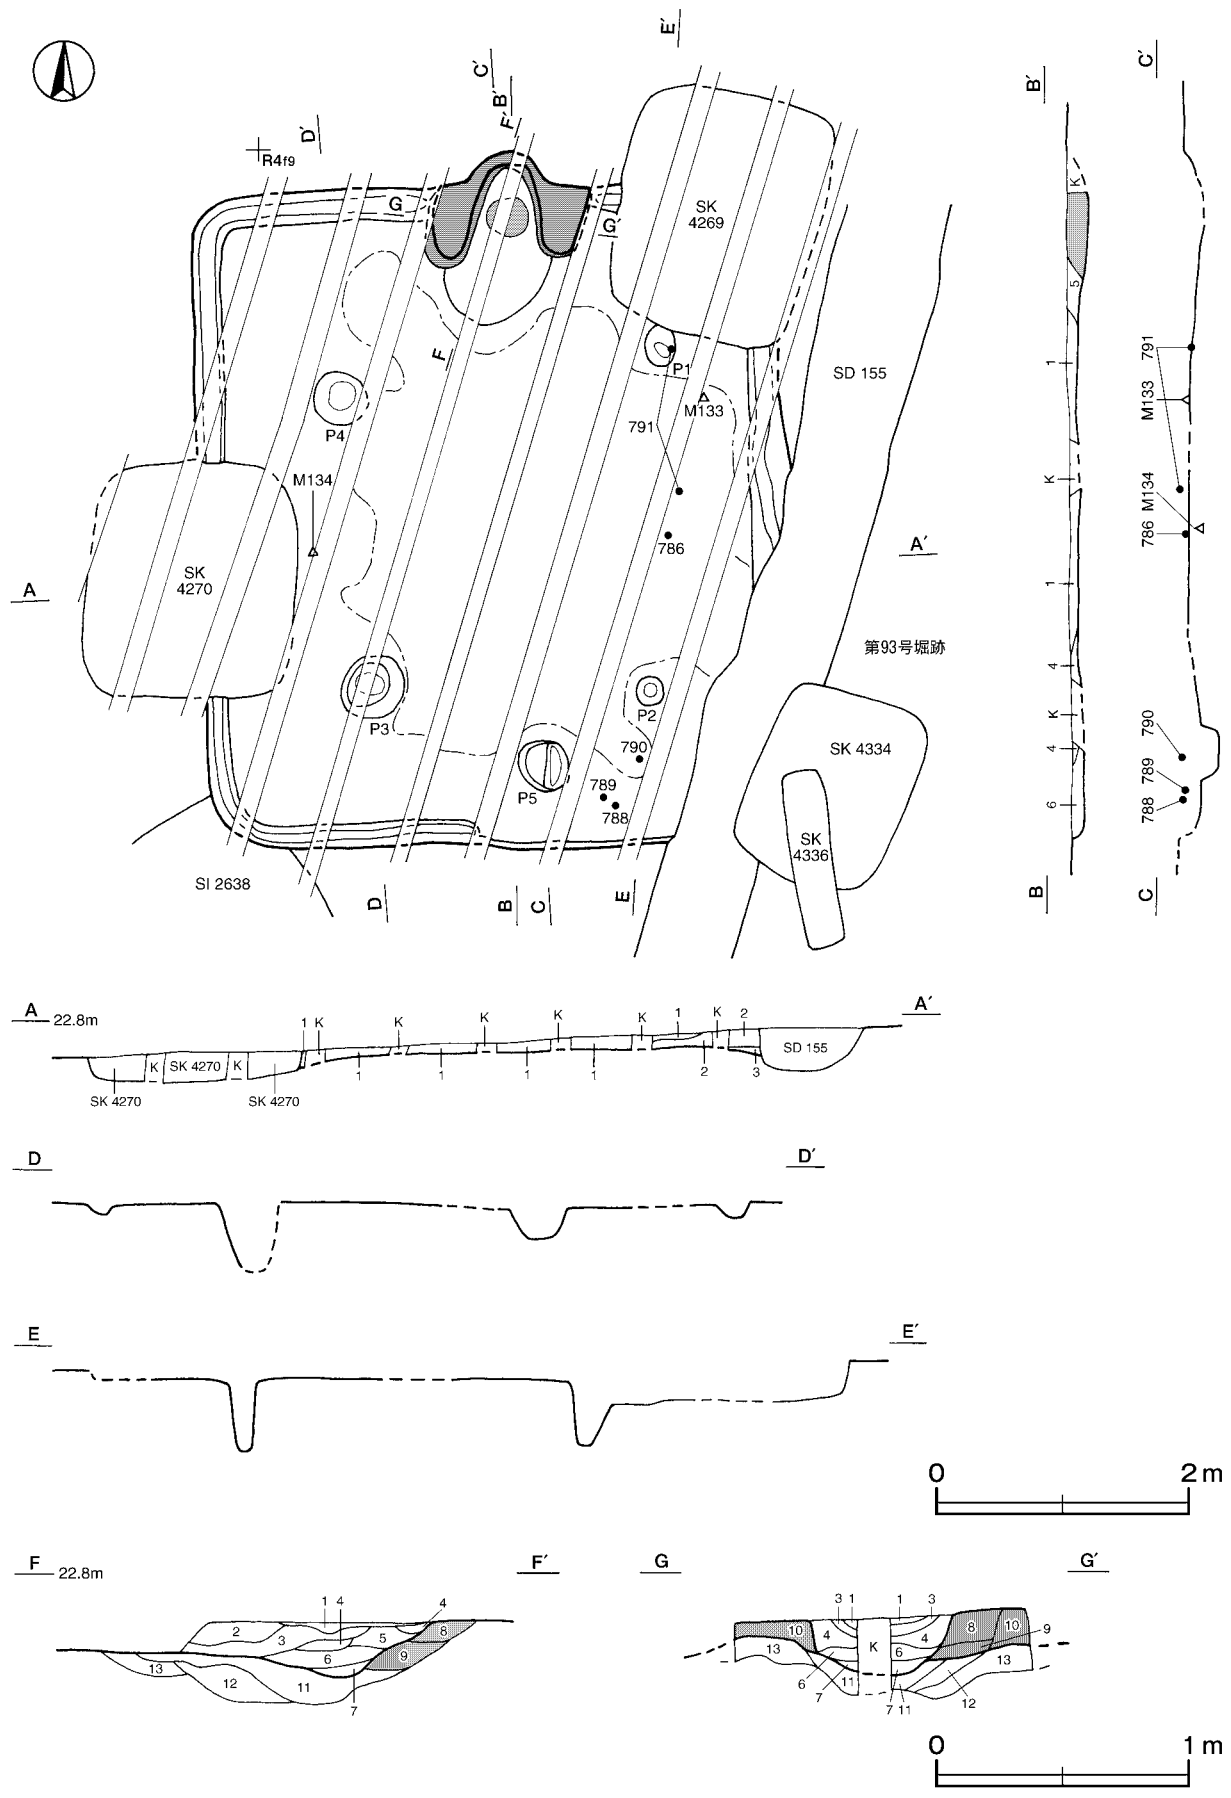 E′
C′
B′
F′
D′
R4f9
G
G′
SK
4269
F
P1
M133
791
SD 155
P4
M134
786
A
A′
SK
4270
第93号堀跡
P2
P3
790
SK 4334
P5
789
788
SK
4336
SI 2638
D
B
C
E
B′
K
5
1
K
1
4
K
4
6
B
C′
791
M133
M134
786
790
789
788
C
A
22.8m
A′
1 K K K K K 1 K 2
K SK 4270 K
SD 155
1 1 1 1 2 3
SK 4270
SK 4270
D
D′
E
E′
0 2 m
F
22.8m
F′
1 4 4
2 3 5 8
6 9
13 12 11
7
G
G′
3 1 1 3
10 4 K 4 8 10 9
13 6 13
6 7 11 7 11 12
0 1 m